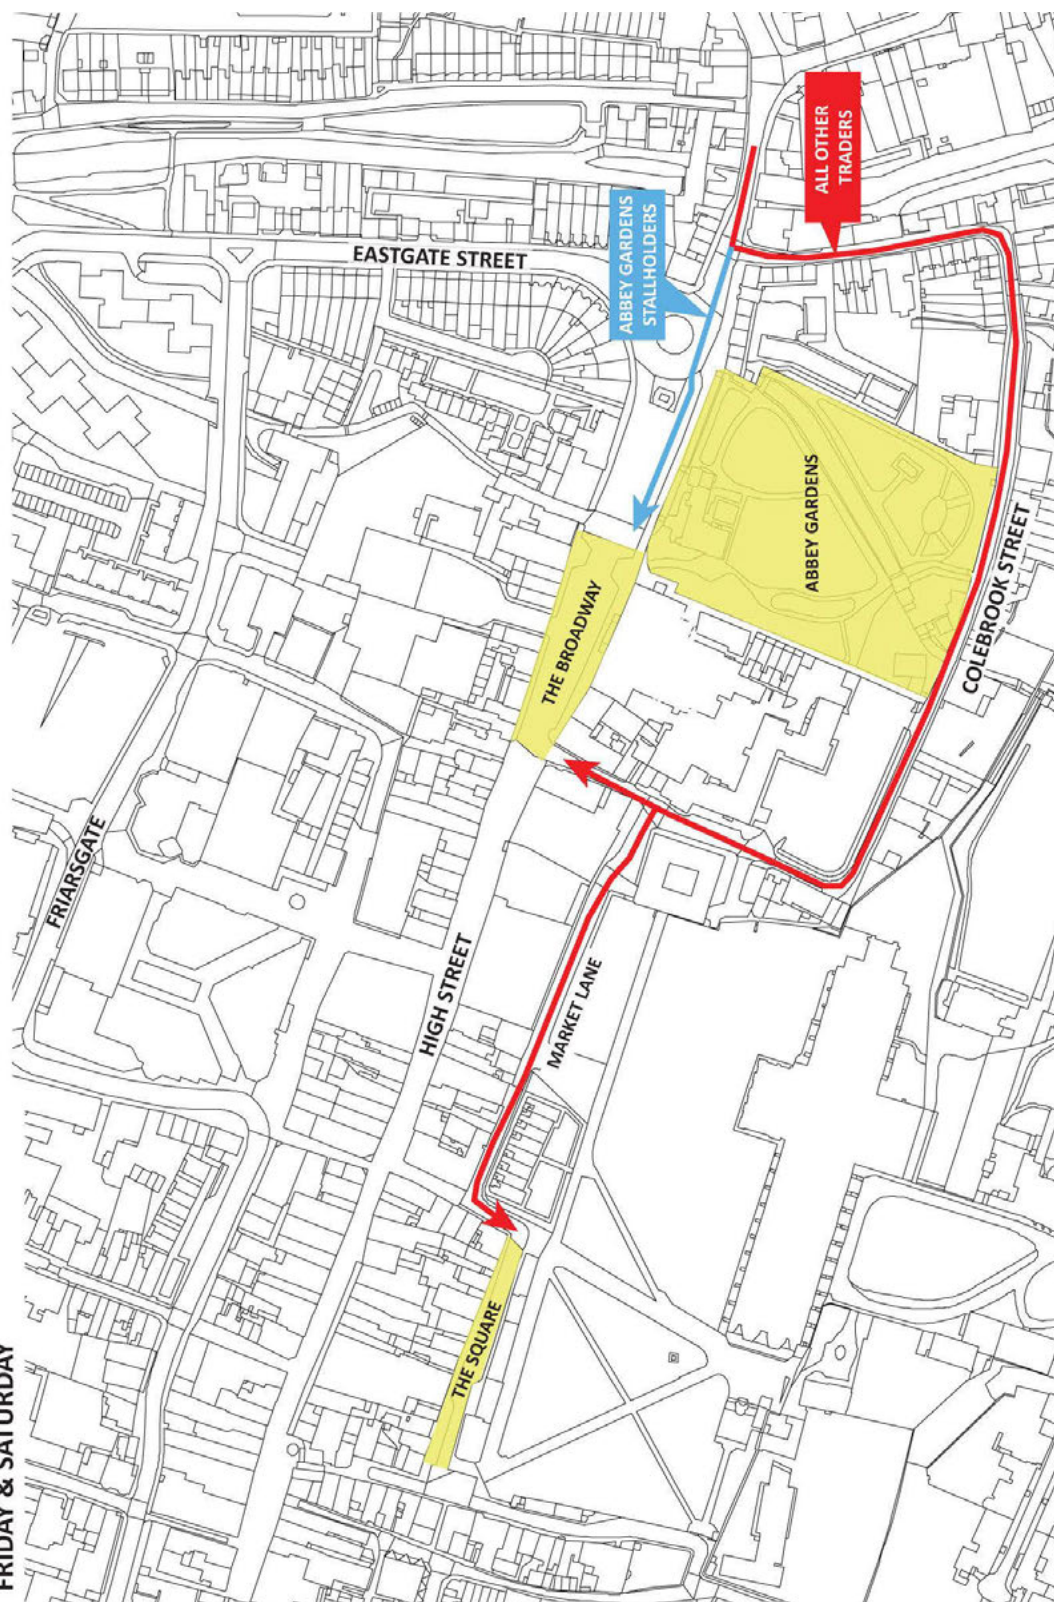 FRIDAY & SATURDAY
FRIARSGATE
HIGH STREET
EASTGATE STREET
THE SQUARE
MARKET LANE
THE BROADWAY
ABBEY GARDENS
STALLHOLDERS
ABBEY GARDENS
COLEBROOK STREET
ALL OTHER
TRADERS